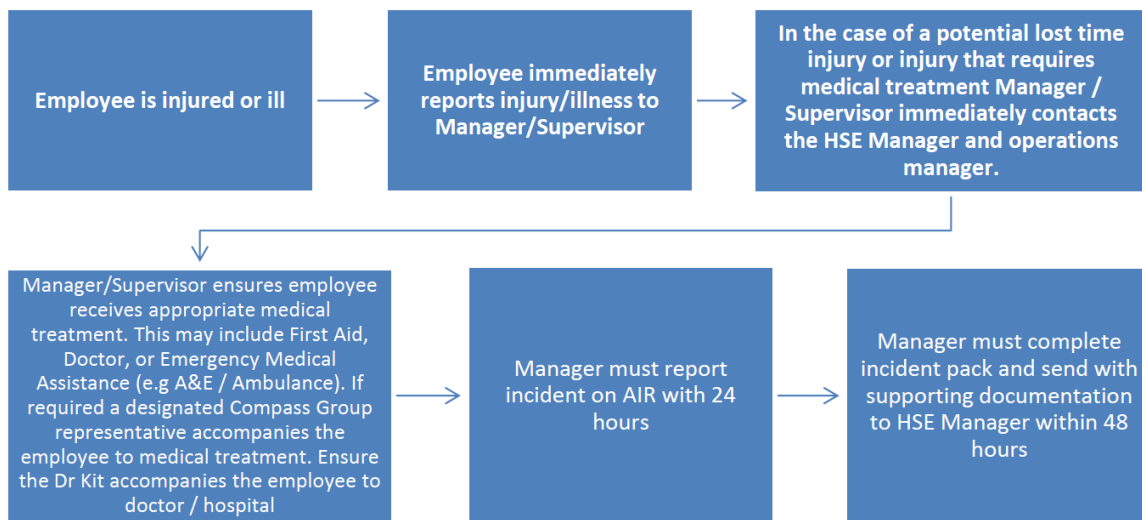 Employee is injured or ill
Employee immediately
reports injury/illness to
Manager/Supervisor
In the case of a potential lost time
injury or injury that requires
medical treatment Manager /
Supervisor immediately contacts
the HSE Manager and operations
manager.
Manager/Supervisor ensures employee
receives appropriate medical
treatment. This may include First Aid,
Doctor, or Emergency Medical
Assistance (e.g A&E / Ambulance). If
required a designated Compass Group
representative accompanies the
employee to medical treatment. Ensure
the Dr Kit accompanies the employee to
doctor / hospital
Manager must report
incident on AIR with 24
hours
Manager must complete
incident pack and send with
supporting documentation
to HSE Manager within 48
hours